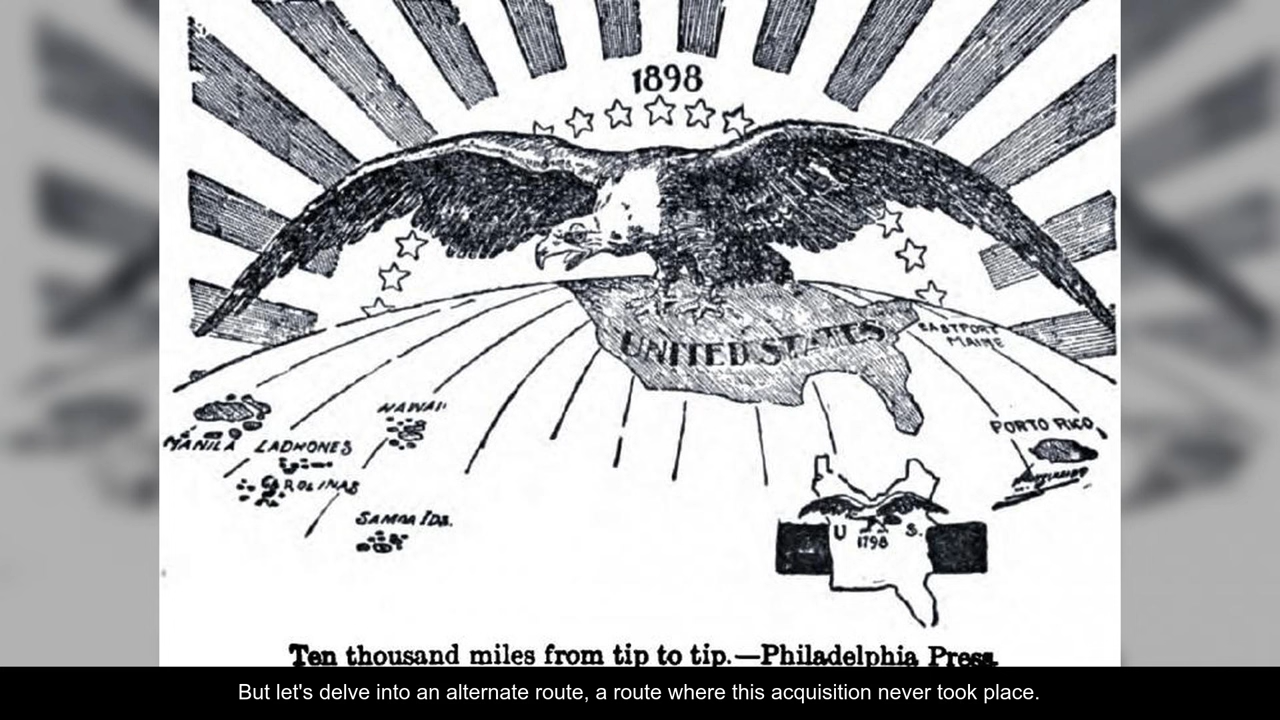 1898
UNITED STATES
EASTPORT
MAINE
HAWAII
MANILA
LADRONES
CAROLINAS
SAMOA IDS.
PORTO RICO
U S.
1798
Ten thousand miles from tip to tip.—Philadelphia Press.
But let's delve into an alternate route, a route where this acquisition never took place.